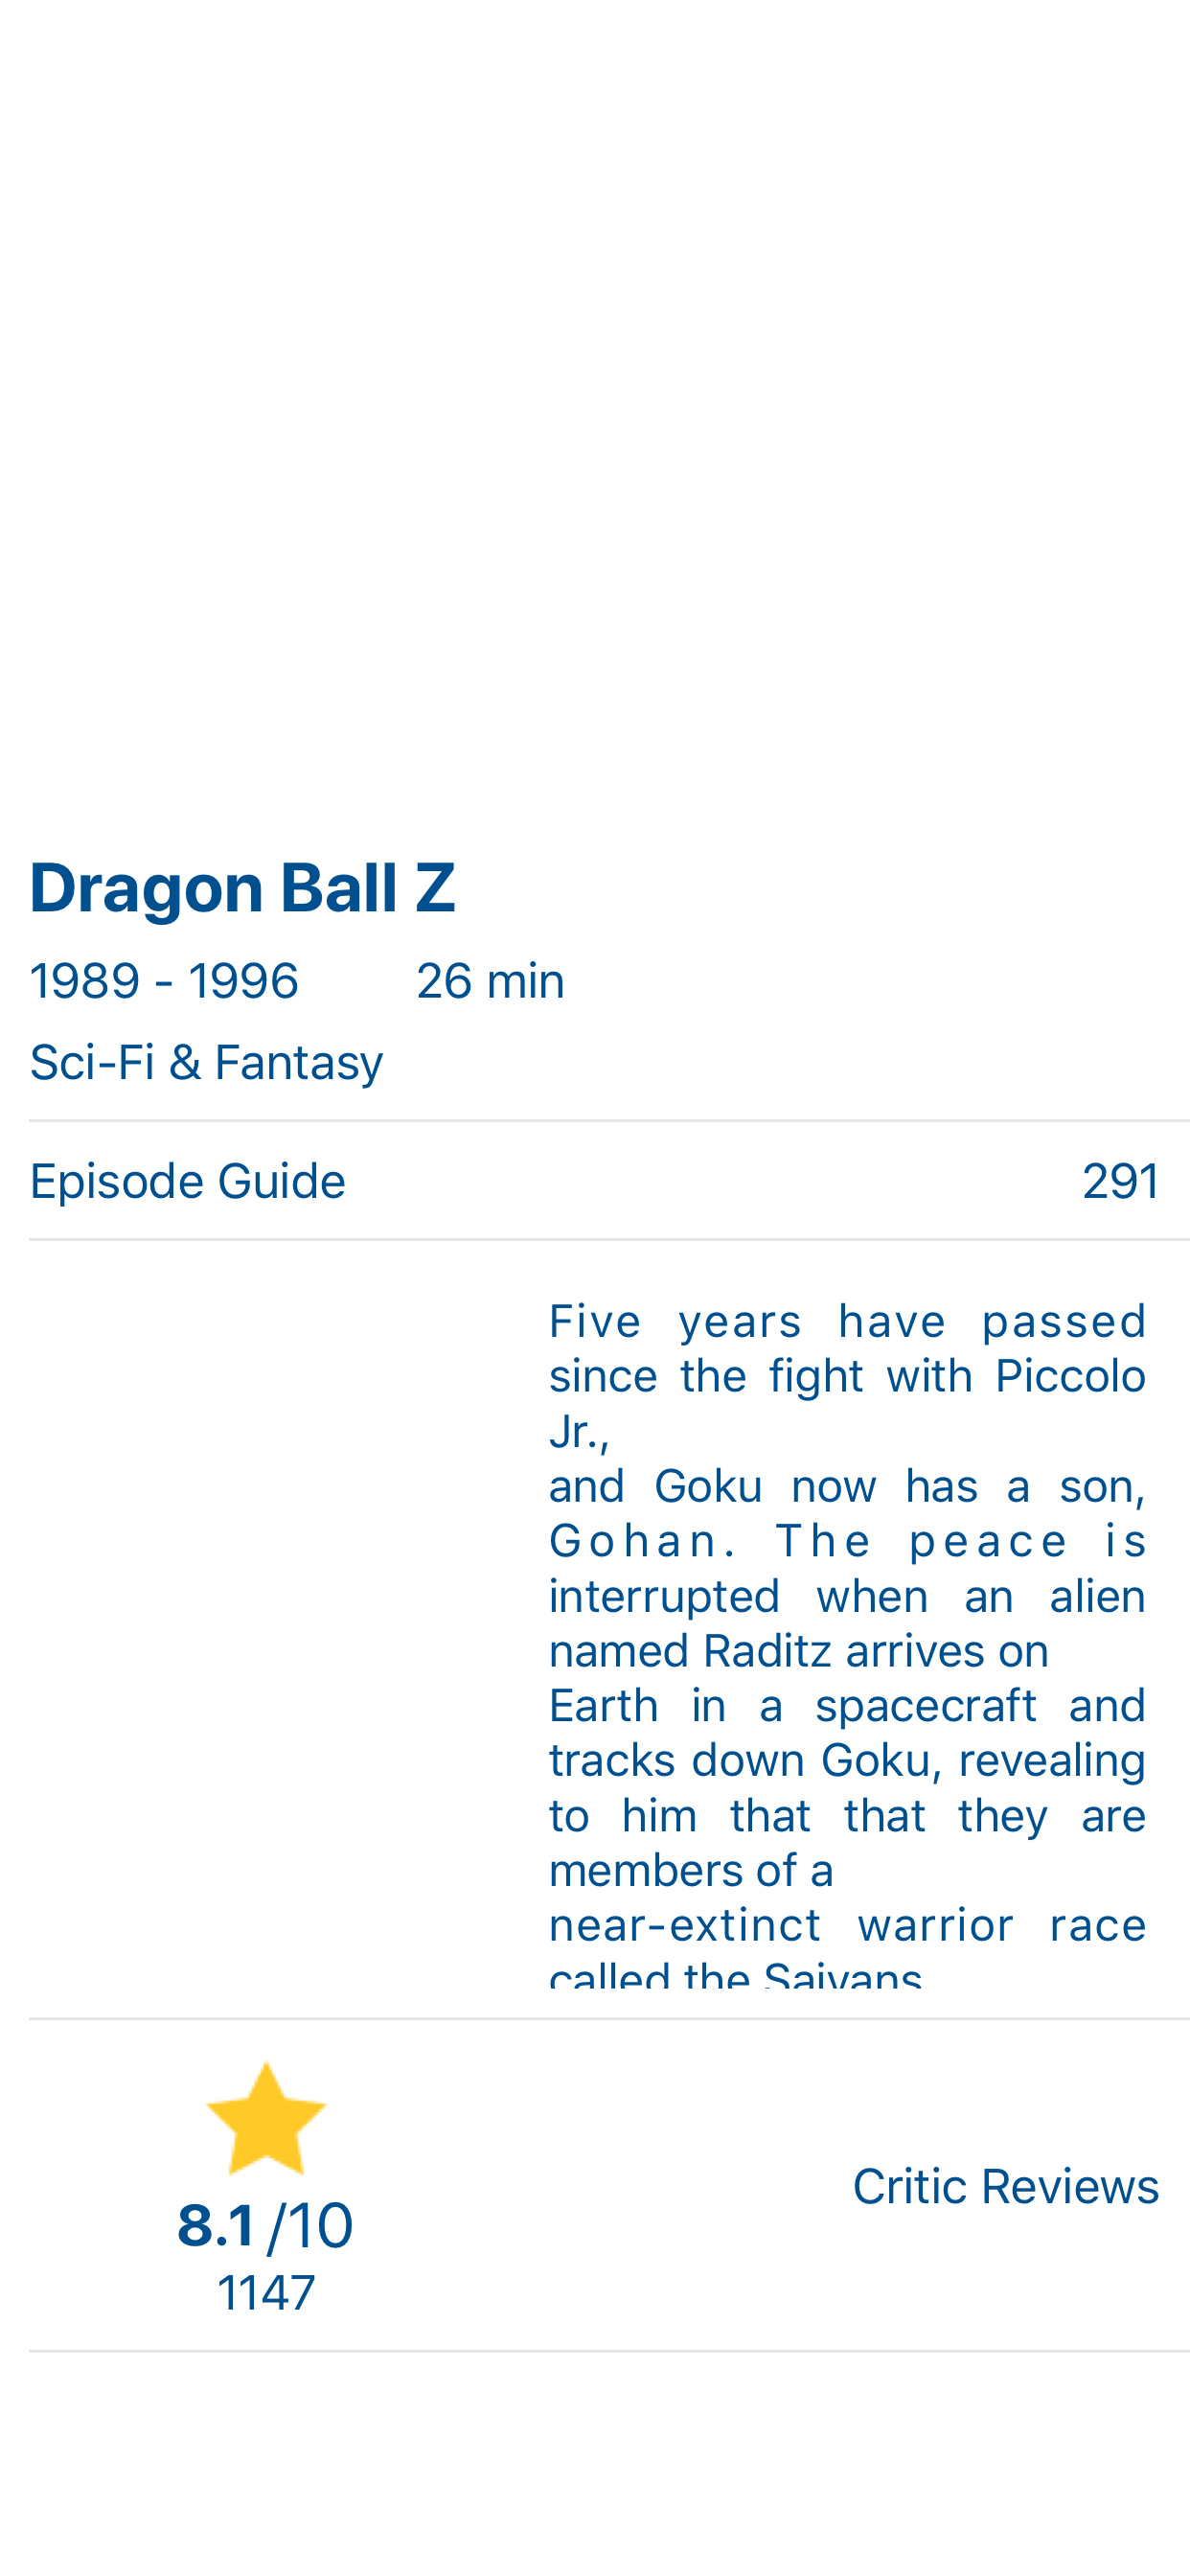 Dragon Ball Z
1989 - 1996 26 min
Sci-Fi & Fantasy
Episode Guide 291
Five years have passed
since the fight with Piccolo
Jr.,
and Goku now has a son,
Gohan. The peace is
interrupted when an alien
named Raditz arrives on
Earth in a spacecraft and
tracks down Goku, revealing
to him that that they are
members of a
near-extinct warrior race
called the Saiyans
8.1 /10
1147
Critic Reviews